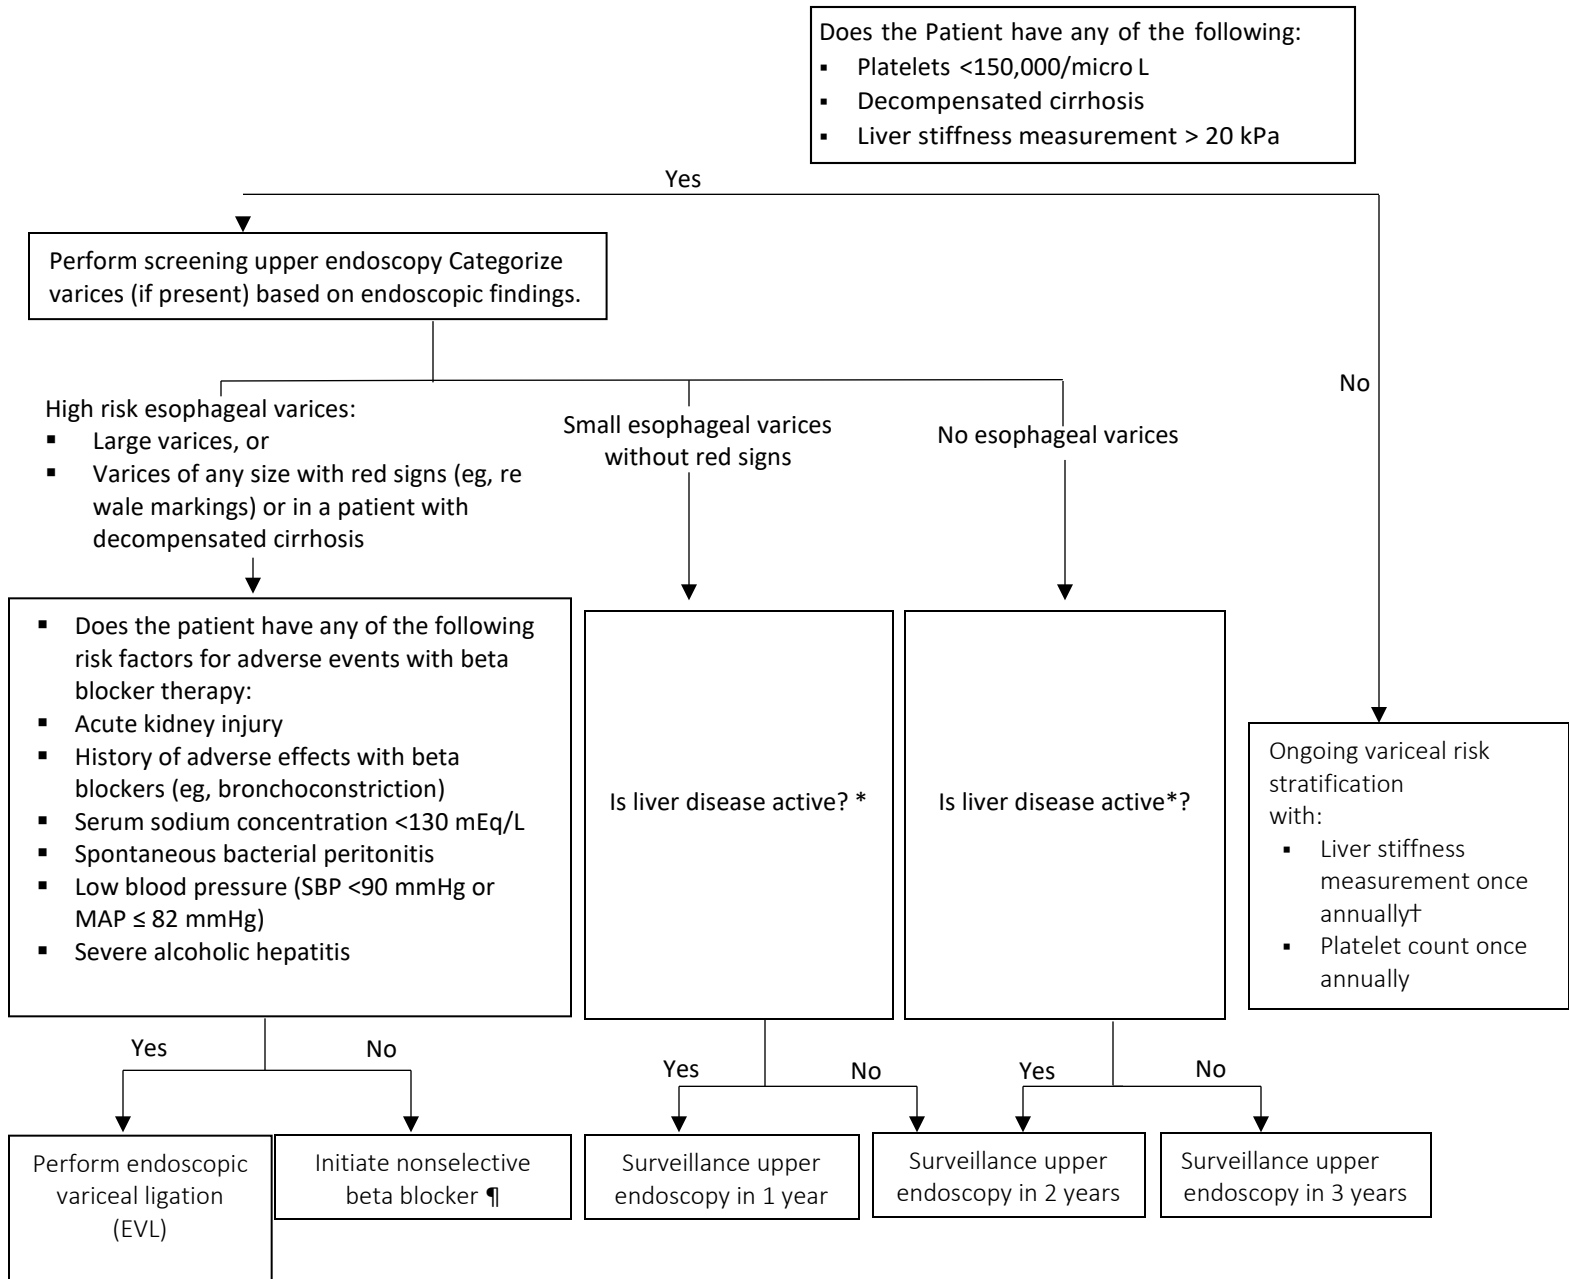 Does the Patient have any of the following:
▪ Platelets <150,000/micro L
▪ Decompensated cirrhosis
▪ Liver stiffness measurement > 20 kPa
Yes
Perform screening upper endoscopy Categorize
varices (if present) based on endoscopic findings.
No
High risk esophageal varices:
▪ Large varices, or
▪ Varices of any size with red signs (eg, re
wale markings) or in a patient with
decompensated cirrhosis
Small esophageal varices
without red signs
No esophageal varices
▪ Does the patient have any of the following
risk factors for adverse events with beta
blocker therapy:
▪ Acute kidney injury
▪ History of adverse effects with beta
blockers (eg, bronchoconstriction)
▪ Serum sodium concentration <130 mEq/L
▪ Spontaneous bacterial peritonitis
▪ Low blood pressure (SBP <90 mmHg or
MAP ≤ 82 mmHg)
▪ Severe alcoholic hepatitis
Is liver disease active? *
Is liver disease active*?
Ongoing variceal risk
stratification
with:
▪ Liver stiffness
measurement once
annually†
▪ Platelet count once
annually
Yes
No
Yes
No
Yes
No
Perform endoscopic
variceal ligation
(EVL)
Initiate nonselective
beta blocker ¶
Surveillance upper
endoscopy in 1 year
Surveillance upper
endoscopy in 2 years
Surveillance upper
endoscopy in 3 years